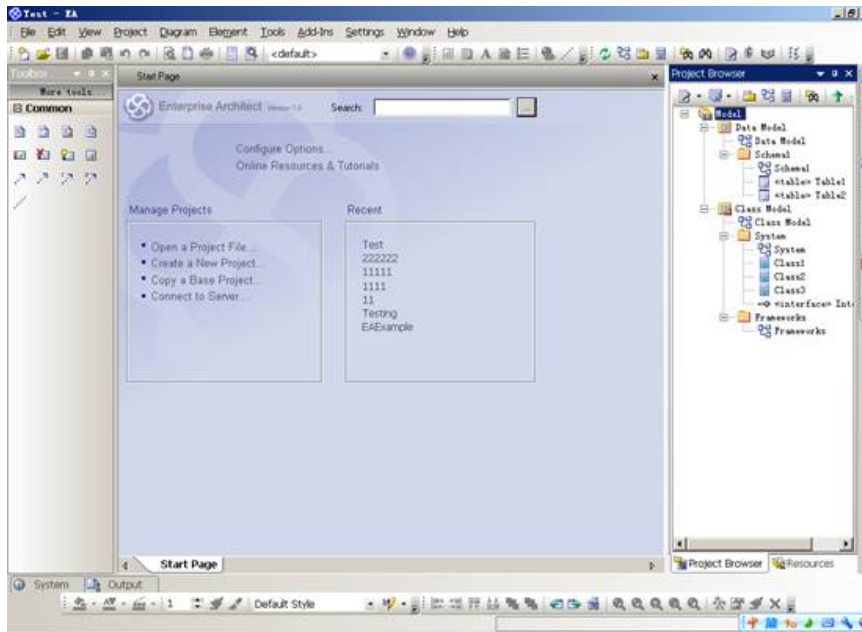 Test - EA
File Edit View Project Diagram Element Tools Add-Ins Settings Window Help
<default>
Toolbox
More tools...
Common
Start Page
Enterprise Architect
Search:
...
Configure Options...
Online Resources & Tutorials
Manage Projects
Open a Project File...
Create a New Project...
Copy a Base Project...
Connect to Server...
Recent
Test
222222
11111
1111
11
Testing
EAExample
Project Browser
Model
Data Model
Data Model
Schema1
Schema1
«table» Table1
«table» Table2
Class Model
Class Model
System
System
Class1
Class2
Class3
«interface» Int
Frameworks
Frameworks
Start Page
Project Browser Resources
System Output
1 Default Style